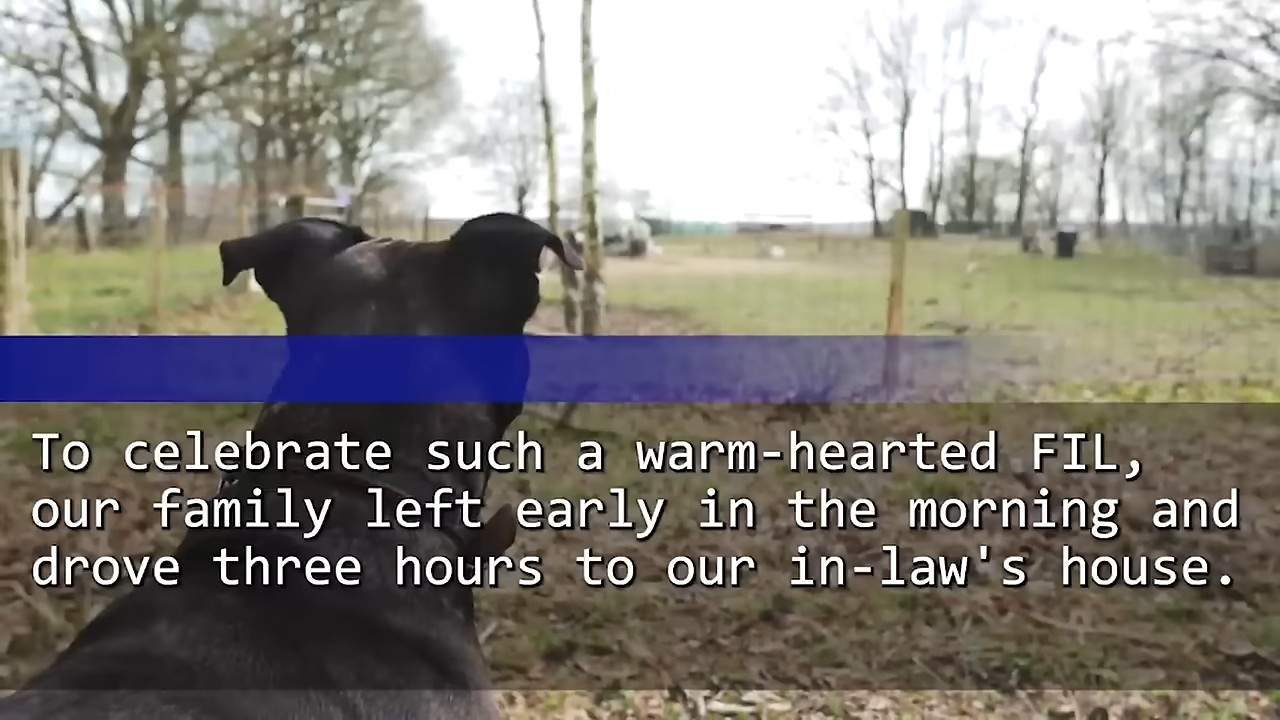 To celebrate such a warm-hearted FIL,
our family left early in the morning and
drove three hours to our in-law's house.